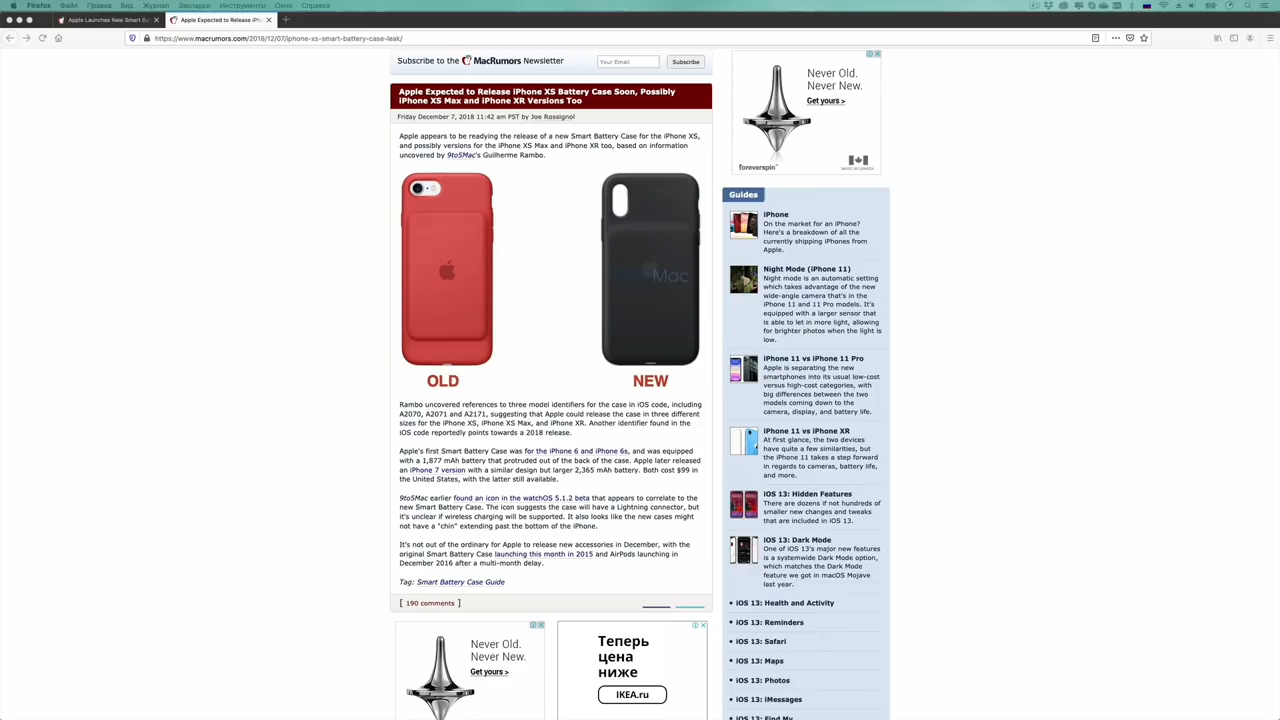 Firefox Файл Правка Вид Журнал Закладки Инструменты Окно Справка
Apple Launches New Smart Ba
Apple Expected to Release iPh
https://www.macrumors.com/2018/12/07/iphone-xs-smart-battery-case-leak/
Subscribe to the MacRumors Newsletter
Your Email
Subscribe
Apple Expected to Release iPhone XS Battery Case Soon, Possibly
iPhone XS Max and iPhone XR Versions Too
Friday December 7, 2018 11:42 am PST by Joe Rossignol
Apple appears to be readying the release of a new Smart Battery Case for the iPhone XS,
and possibly versions for the iPhone XS Max and iPhone XR too, based on information
uncovered by 9to5Mac's Guilherme Rambo.
Mac
OLD
NEW
Rambo uncovered references to three model identifiers for the case in iOS code, including
A2070, A2071 and A2171, suggesting that Apple could release the case in three different
sizes for the iPhone XS, iPhone XS Max, and iPhone XR. Another identifier found in the
iOS code reportedly points towards a 2018 release.
Apple's first Smart Battery Case was for the iPhone 6 and iPhone 6s, and was equipped
with a 1,877 mAh battery that protruded out of the back of the case. Apple later released
an iPhone 7 version with a similar design but larger 2,365 mAh battery. Both cost $99 in
the United States, with the latter still available.
9to5Mac earlier found an icon in the watchOS 5.1.2 beta that appears to correlate to the
new Smart Battery Case. The icon suggests the case will have a Lightning connector, but
it's unclear if wireless charging will be supported. It also looks like the new cases might
not have a "chin" extending past the bottom of the iPhone.
It's not out of the ordinary for Apple to release new accessories in December, with the
original Smart Battery Case launching this month in 2015 and AirPods launching in
December 2016 after a multi-month delay.
Tag: Smart Battery Case Guide
[ 190 comments ]
Never Old.
Never New.
Get yours >
Теперь
цена
ниже
IKEA.ru
Never Old.
Never New.
Get yours >
foreverspin™
MADE IN CANADA
Guides
iPhone
On the market for an iPhone?
Here's a breakdown of all the
currently shipping iPhones from
Apple.
Night Mode (iPhone 11)
Night mode is an automatic setting
which takes advantage of the new
wide-angle camera that's in the
iPhone 11 and 11 Pro models. It's
equipped with a larger sensor that
is able to let in more light, allowing
for brighter photos when the light is
low.
iPhone 11 vs iPhone 11 Pro
Apple is separating the new
smartphones into its usual low-cost
versus high-cost categories, with
big differences between the two
models coming down to the
camera, display, and battery life.
iPhone 11 vs iPhone XR
At first glance, the two devices
have quite a few similarities, but
the iPhone 11 takes a step forward
in regards to cameras, battery life,
and more.
iOS 13: Hidden Features
There are dozens if not hundreds of
smaller new changes and tweaks
that are included in iOS 13.
iOS 13: Dark Mode
One of iOS 13's major new features
is a systemwide Dark Mode option,
which matches the Dark Mode
feature we got in macOS Mojave
last year.
• iOS 13: Health and Activity
• iOS 13: Reminders
• iOS 13: Safari
• iOS 13: Maps
• iOS 13: Photos
• iOS 13: iMessages
• iOS 13: Find My